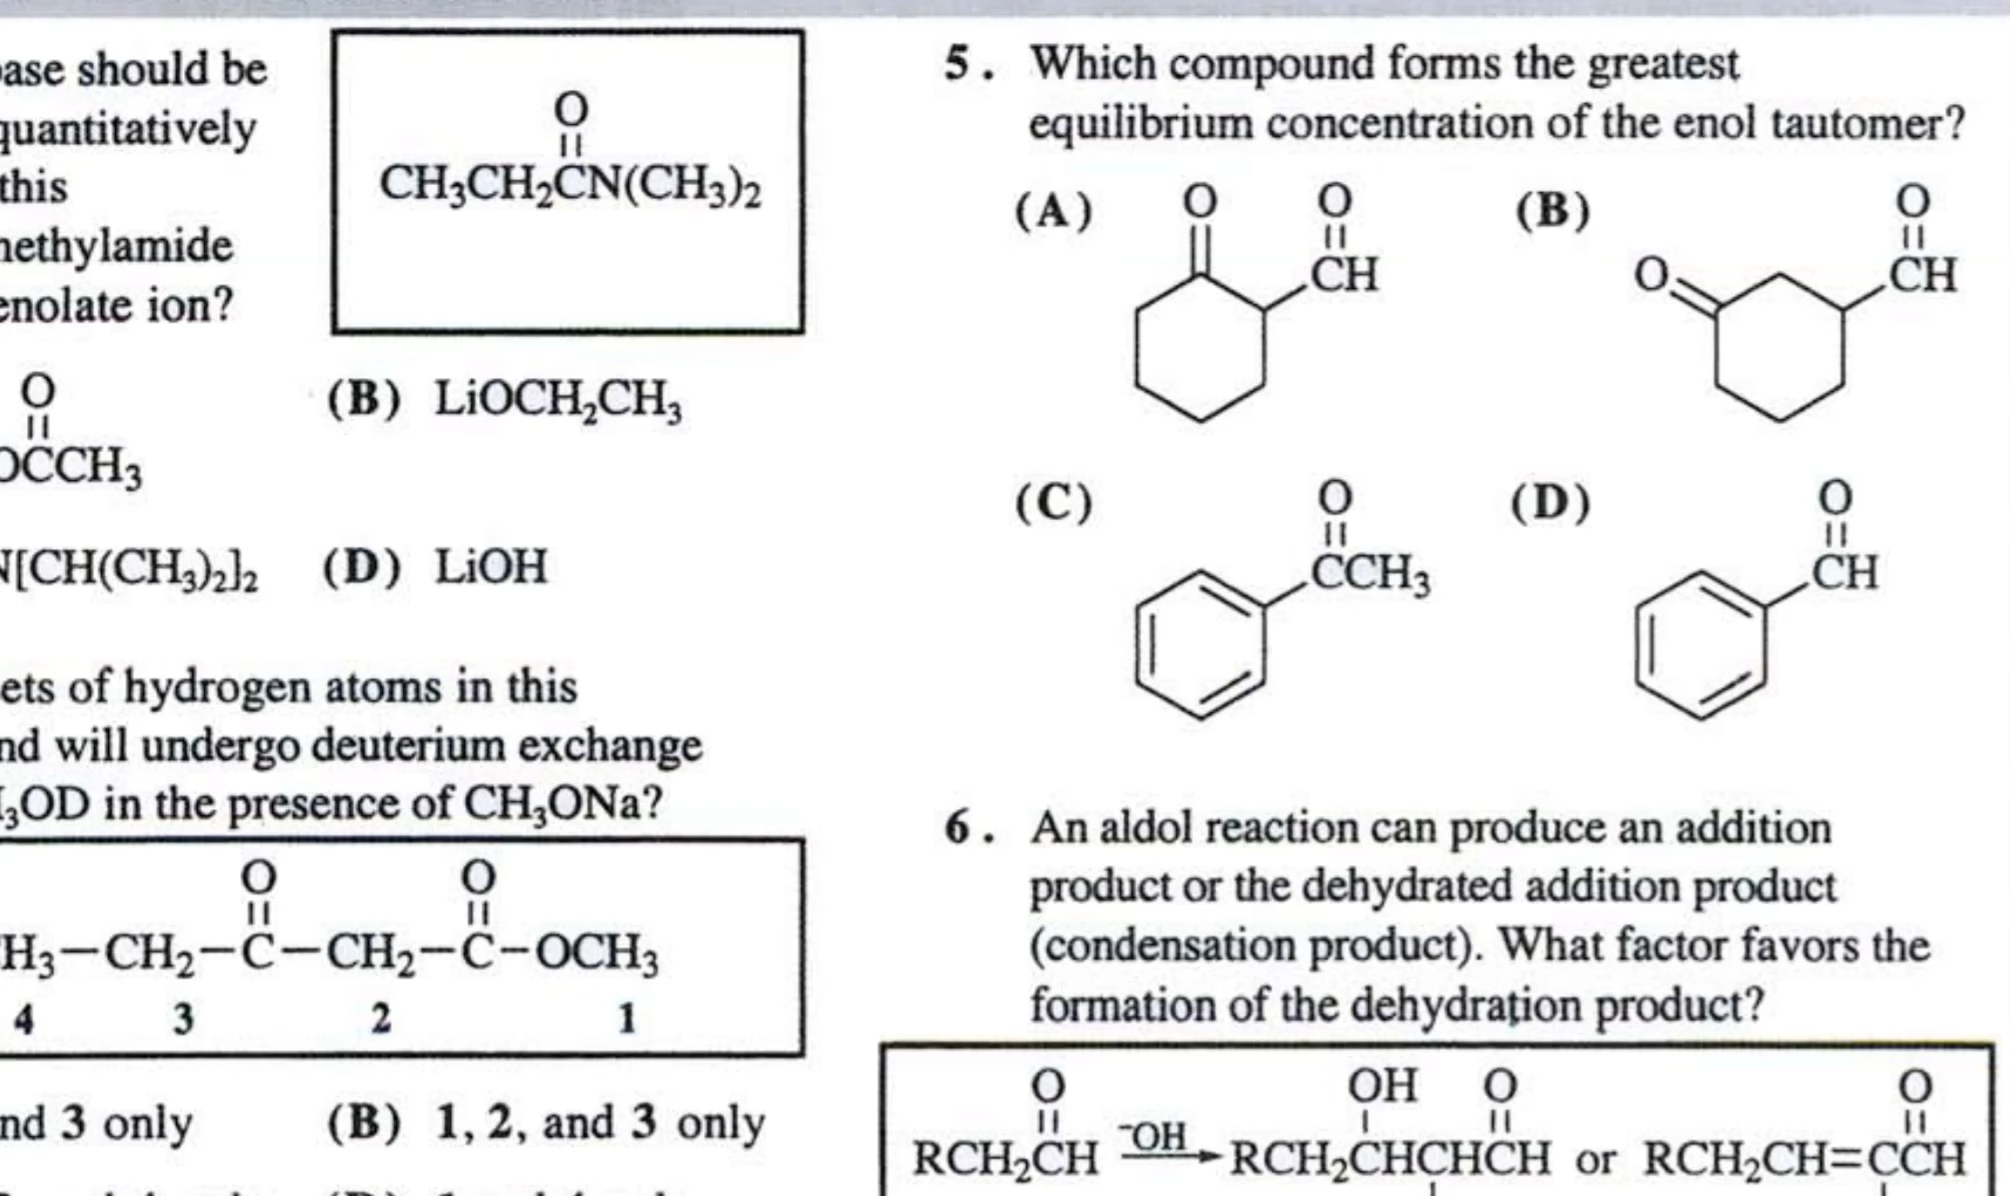 base should be
quantitatively
this
enolate ion?
O
CH₃CH₂CN(CH₃)₂
O
OCCH₃
(B) LiOCH₂CH₃
N[CH(CH₃)₂]₂ (D) LiOH
ets of hydrogen atoms in this
nd will undergo deuterium exchange
₃OD in the presence of CH₃ONa?
O O
H₃–CH₂–C–CH₂–C–OCH₃
4 3 2 1
nd 3 only (B) 1, 2, and 3 only
5. Which compound forms the greatest
equilibrium concentration of the enol tautomer?
(A) O O CH
(B) O O CH
(C) O CCH₃
(D) O CH
6. An aldol reaction can produce an addition
product or the dehydrated addition product
(condensation product). What factor favors the
formation of the dehydration product?
O OH O O
RCH₂CH ⁻OH→ RCH₂CHCHCH or RCH₂CH=CCH